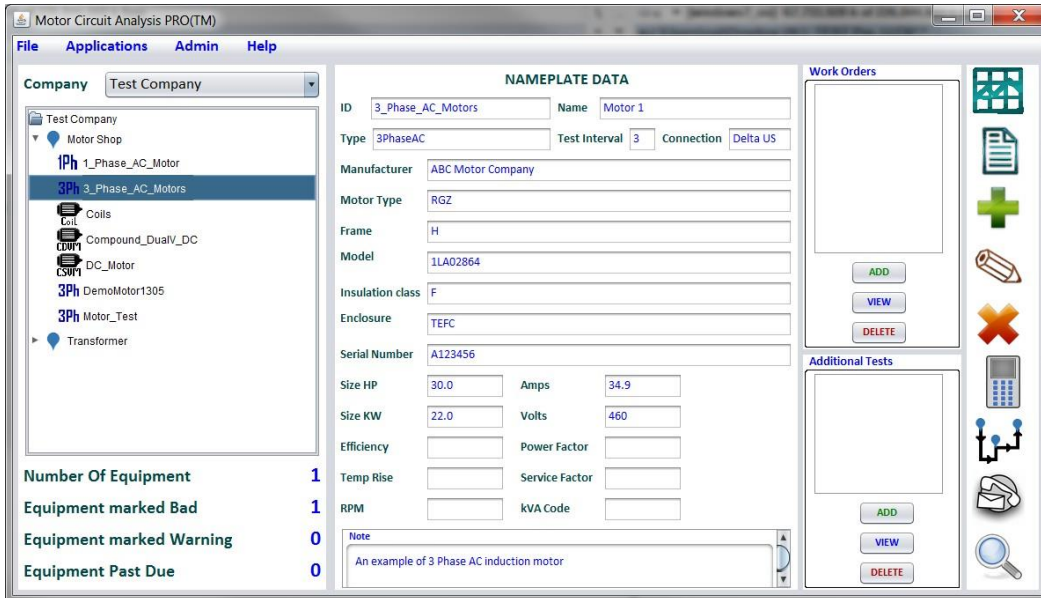 Motor Circuit Analysis PRO(TM)
File Applications Admin Help
Company Test Company
Test Company
Motor Shop
1Ph 1_Phase_AC_Motor
3Ph 3_Phase_AC_Motors
Coil Coils
CDVM Compound_DualV_DC
CSVM DC_Motor
3Ph DemoMotor1305
3Ph Motor_Test
Transformer
Number Of Equipment 1
Equipment marked Bad 1
Equipment marked Warning 0
Equipment Past Due 0
NAMEPLATE DATA
ID 3_Phase_AC_Motors Name Motor 1
Type 3PhaseAC Test Interval 3 Connection Delta US
Manufacturer ABC Motor Company
Motor Type RGZ
Frame H
Model 1LA02864
Insulation class F
Enclosure TEFC
Serial Number A123456
Size HP 30.0 Amps 34.9
Size KW 22.0 Volts 460
Efficiency Power Factor
Temp Rise Service Factor
RPM kVA Code
Note
An example of 3 Phase AC induction motor
Work Orders
ADD
VIEW
DELETE
Additional Tests
ADD
VIEW
DELETE